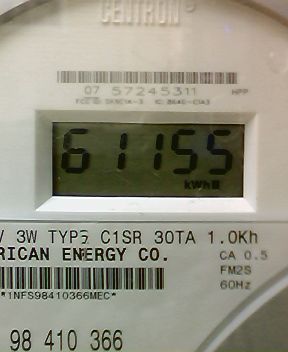 CENTRON
07 57245311 HPP
61155
kWh
V 3W TYPE C1SR 30TA 1.0Kh
RICAN ENERGY CO. CA 0.5
FM2S
*1NFS98410366MEC* 60Hz
98 410 366